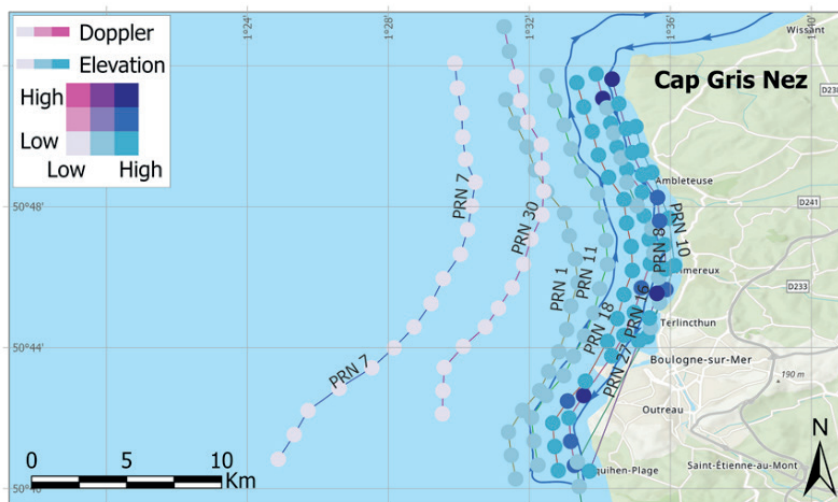 1°24'
1°28'
1°32'
1°36'
1°40'
Doppler
Elevation
High
Low
Low
High
Wissant
Cap Gris Nez
D230
50°48'
PRN 7
PRN 30
Ambleteuse
D241
PRN 10
PRN 8
PRN 1
PRN 11
D233
PRN 16
PRN 18
Terlincthun
50°44'
PRN 27
PRN 7
Boulogne-sur-Mer
190 m
Outreau
0 5 10
Km
N
quihen-Plage
Saint-Étienne-au-Mont